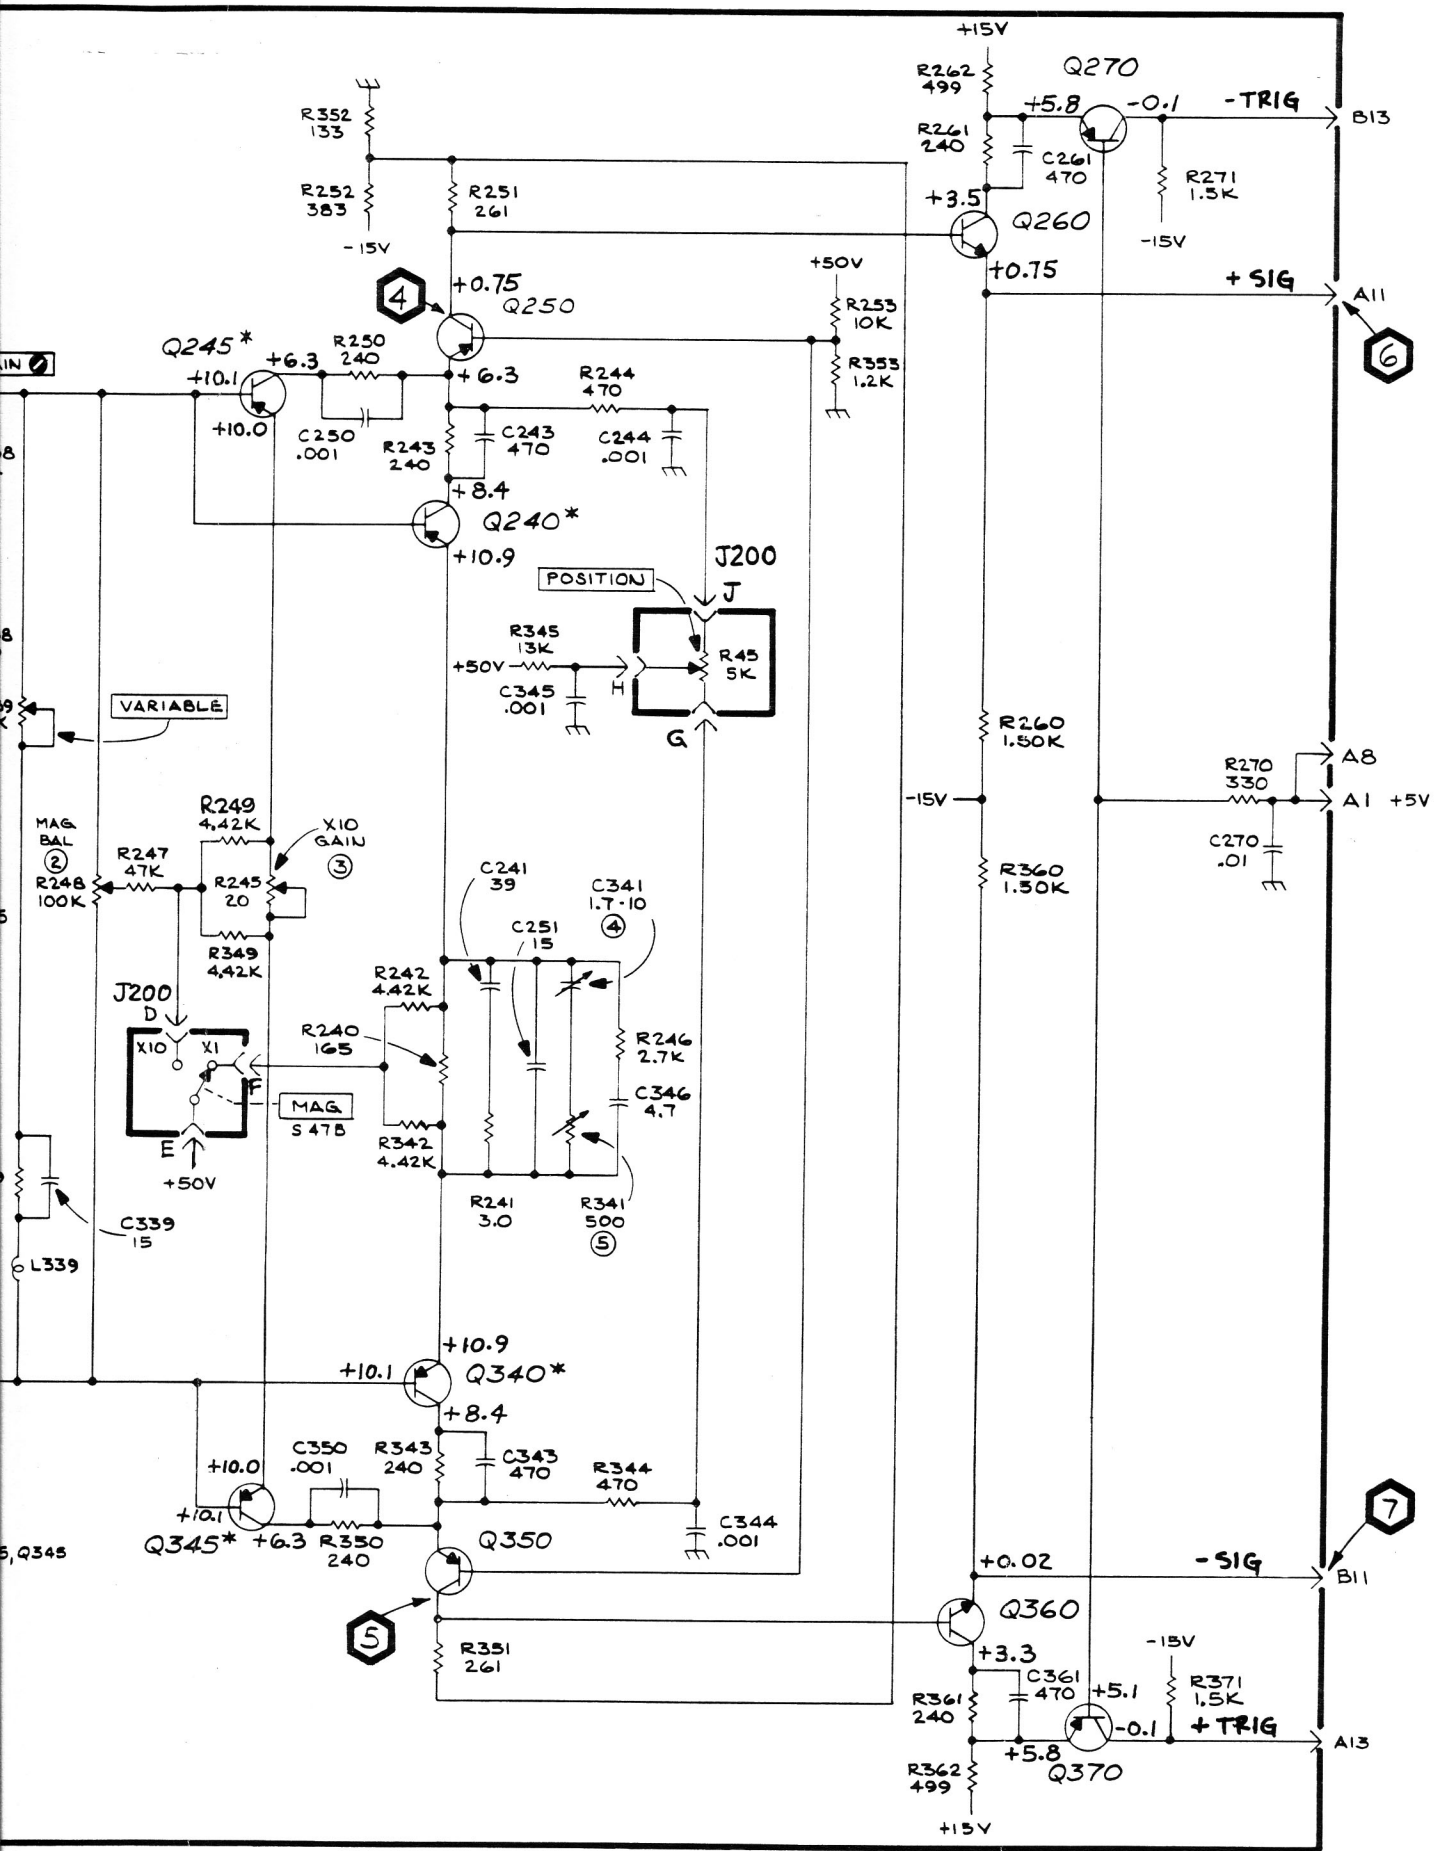 +15V
R262
499
Q270
+5.8
-0.1
-TRIG
B13
R352
133
R261
240
C261
470
R271
1.5K
-15V
R252
383
-15V
R251
261
+3.5
Q260
+0.75
+ SIG
A11
6
+50V
R253
10K
R353
1.2K
4
+0.75
Q250
Q245*
+6.3
R250
240
+10.1
+10.0
C250
.001
+6.3
R244
470
R243
240
C243
470
C244
.001
+8.4
Q240*
+10.9
IN
8
8
J200
J
POSITION
R345
13K
+50V
H
C345
.001
R45
5K
G
VARIABLE
R260
1.50K
-15V
R360
1.50K
R270
330
A8
A1 +5V
C270
.01
MAG
BAL
2
R248
100K
R247
47K
R249
4.42K
X10
GAIN
3
R245
20
R349
4.42K
C241
39
C251
15
C341
1.7-10
4
J200
D
X10
X1
F
E
+50V
MAG
S47B
R242
4.42K
R240
165
R342
4.42K
R246
2.7K
C346
4.7
R241
3.0
R341
500
5
C339
15
L339
+10.9
+10.1
Q340*
+8.4
C350
.001
R343
240
C343
470
R344
470
+10.0
+10.1
Q345*
+6.3
R350
240
Q350
C344
.001
5, Q345
5
R351
261
7
+0.02
-SIG
B11
Q360
+3.3
-15V
C361
470
R361
240
+5.1
R371
1.5K
-0.1
+ TRIG
A13
+5.8
Q370
R362
499
+15V